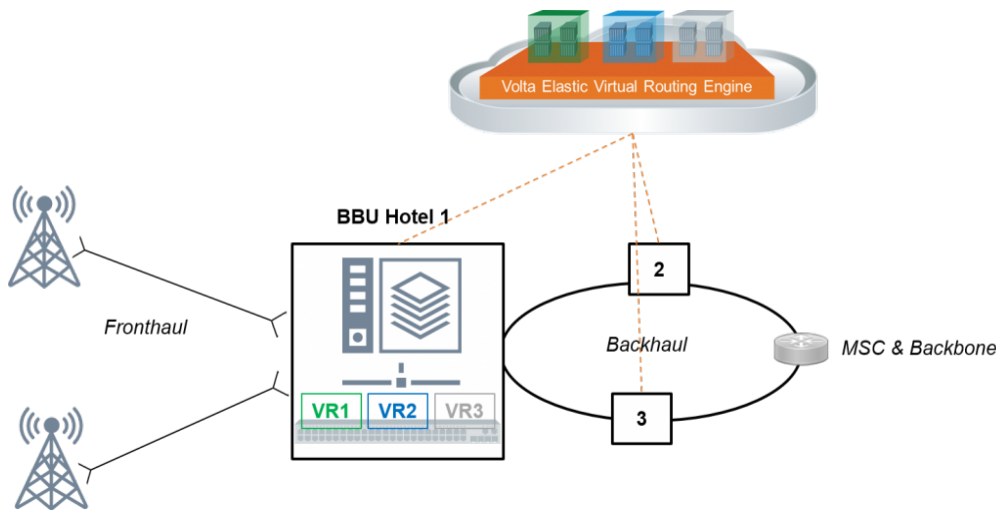 Volta Elastic Virtual Routing Engine
BBU Hotel 1
2
Fronthaul
Backhaul
MSC & Backbone
VR1
VR2
VR3
3